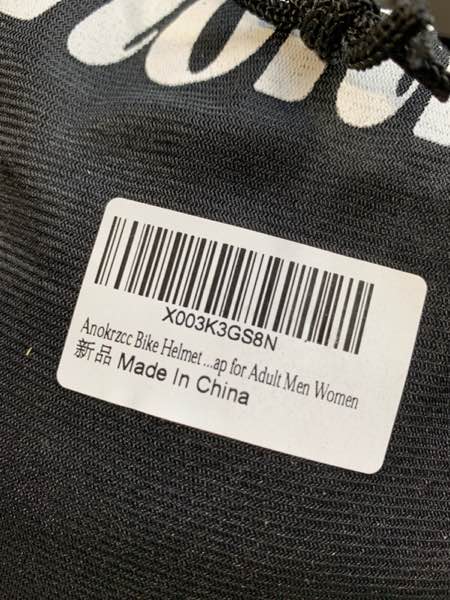 X003K3GS8N
Anokrzcc Bike Helmet ...ap for Adult Men Women
新品 Made In China